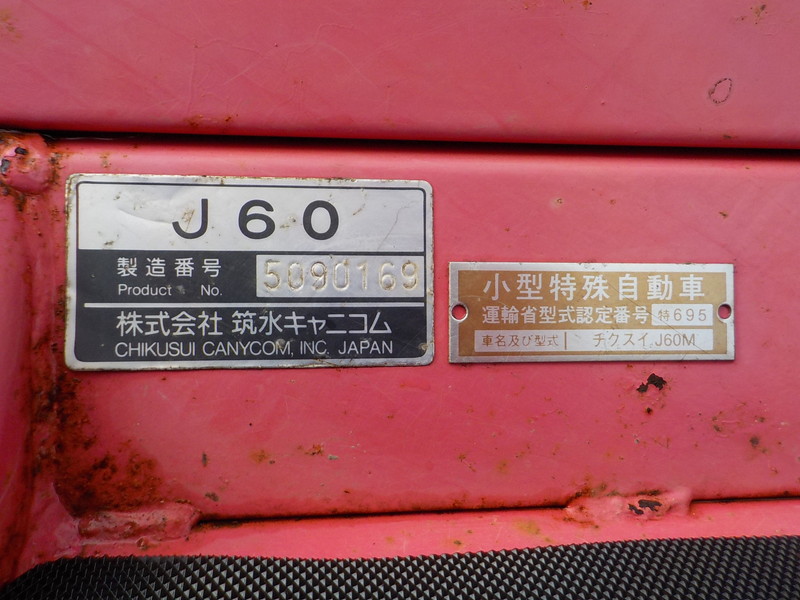 J60
製造番号
Product No. 5090169
株式会社 筑水キャニコム
CHIKUSUI CANYCOM, INC. JAPAN
小型特殊自動車
運輸省型式認定番号 特695
車名及び型式 チクスイ、J60M